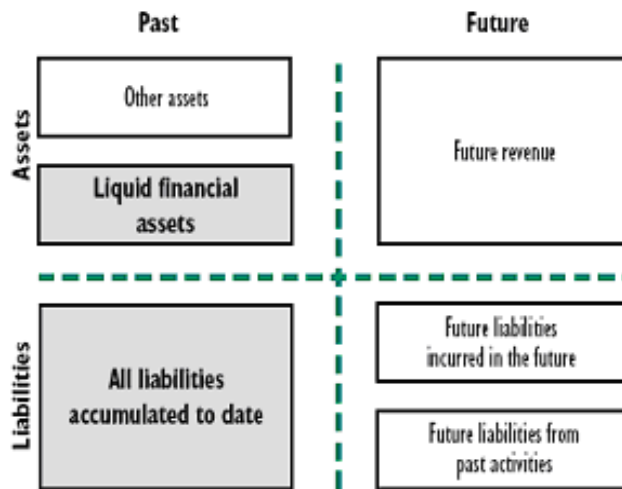 Past
Future
Assets
Other assets
Liquid financial
assets
Future revenue
Liabilities
All liabilities
accumulated to date
Future liabilities
incurred in the future
Future liabilities from
past activities